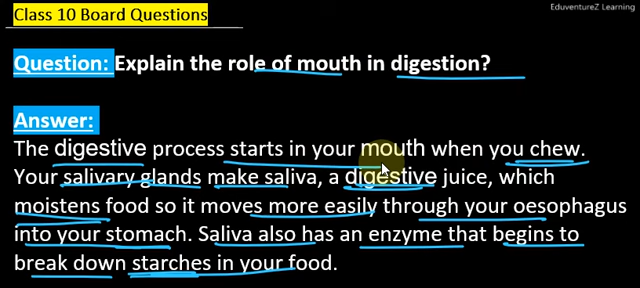 Class 10 Board Questions
EduventureZ Learning
Question: Explain the role of mouth in digestion?
Answer:
The digestive process starts in your mouth when you chew.
Your salivary glands make saliva, a digestive juice, which
moistens food so it moves more easily through your oesophagus
into your stomach. Saliva also has an enzyme that begins to
break down starches in your food.